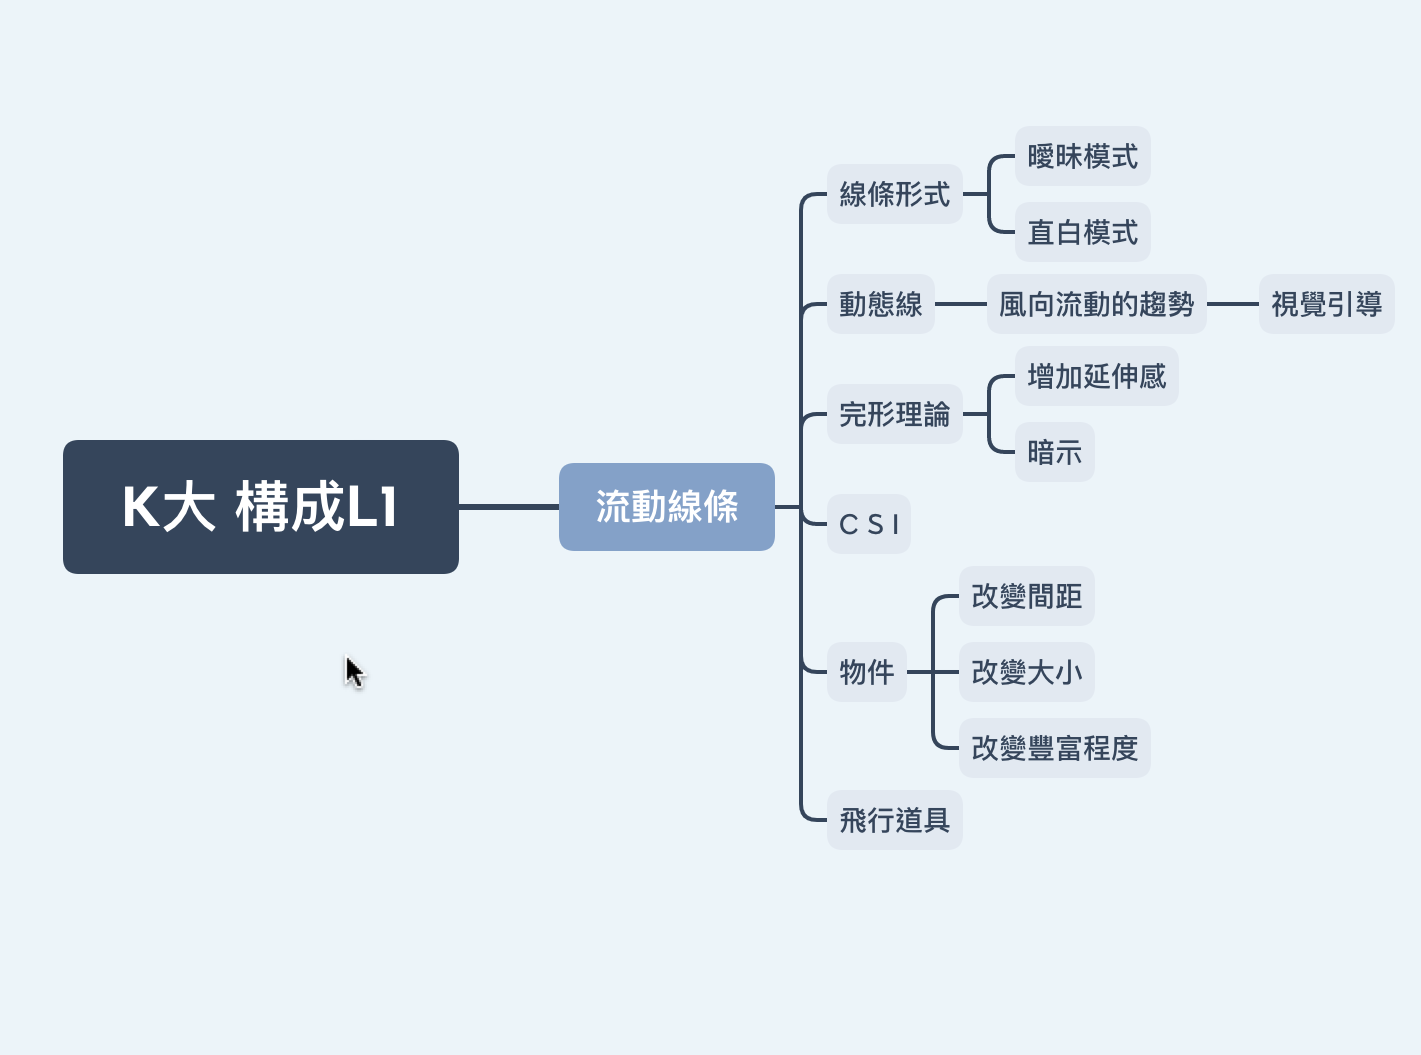 K大 構成L1
流動線條
線條形式
曖昧模式
直白模式
動態線
風向流動的趨勢
視覺引導
完形理論
增加延伸感
暗示
C S I
物件
改變間距
改變大小
改變豐富程度
飛行道具